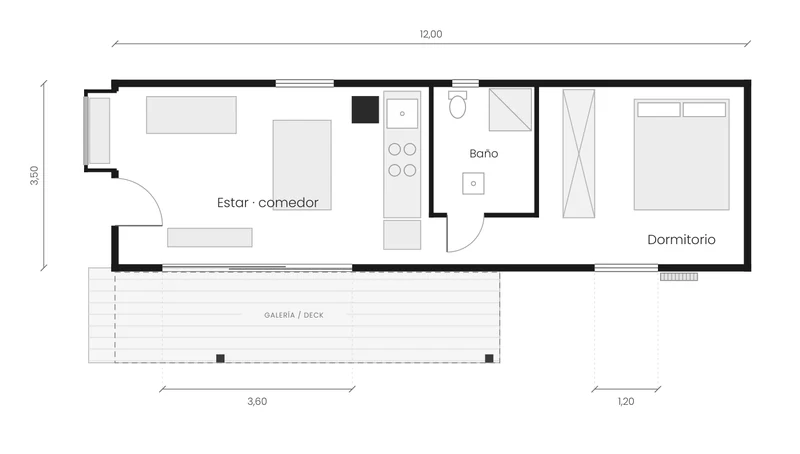 12,00
3,50
Baño
Estar · comedor
Dormitorio
GALERÍA / DECK
3,60
1,20